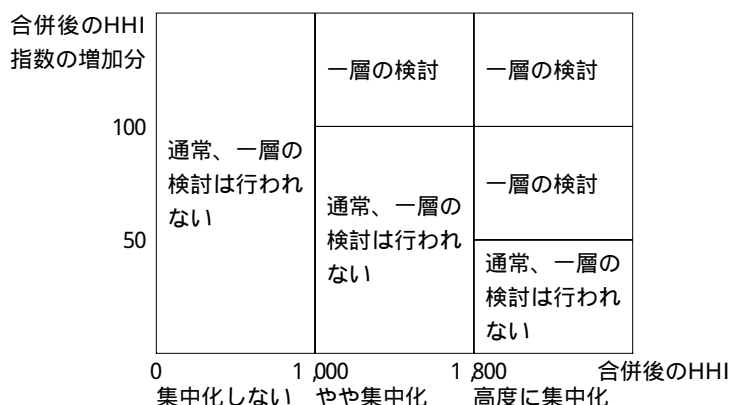 合併後のHHI
指数の増加分
一層の検討
一層の検討
100
通常、一層の
検討は行われ
ない
一層の検討
通常、一層の
検討は行われ
ない
50
通常、一層の
検討は行われ
ない
0
1,000
1,800
合併後のHHI
集中化しない
やや集中化
高度に集中化